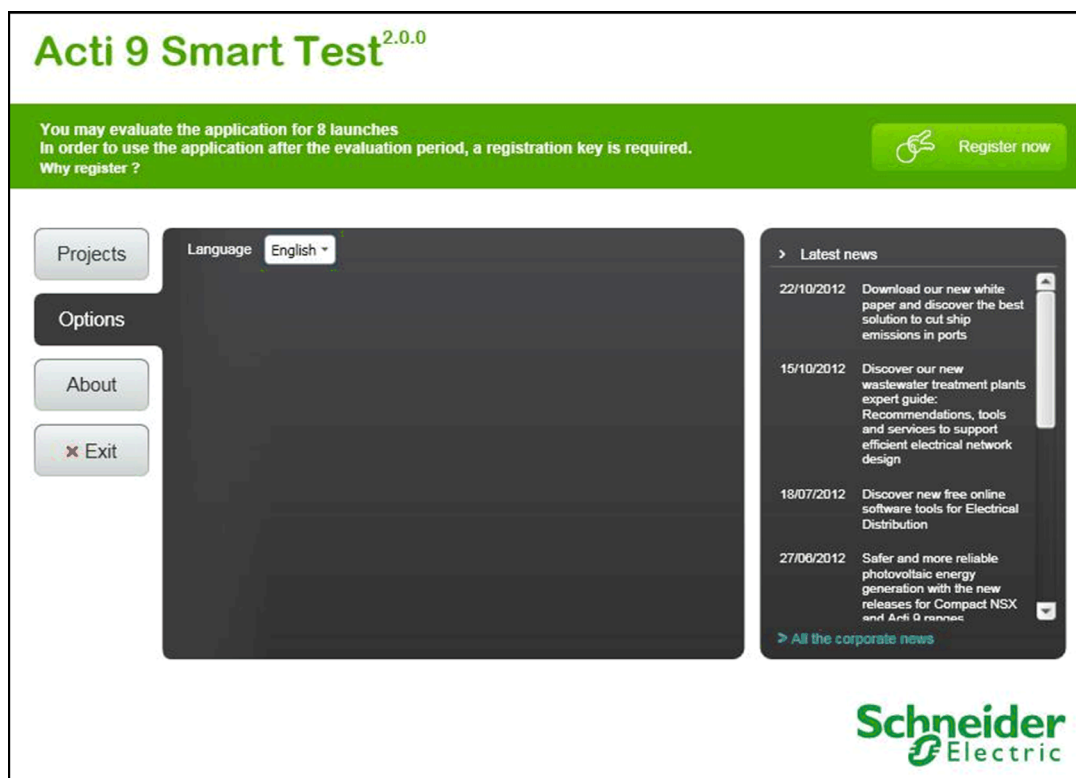 Acti 9 Smart Test 2.0.0
You may evaluate the application for 8 launches
In order to use the application after the evaluation period, a registration key is required.
Why register ?
Register now
Projects
Options
About
Exit
Language English
Latest news
22/10/2012 Download our new white
paper and discover the best
solution to cut ship
emissions in ports
15/10/2012 Discover our new
wastewater treatment plants
expert guide:
Recommendations, tools
and services to support
efficient electrical network
design
18/07/2012 Discover new free online
software tools for Electrical
Distribution
27/06/2012 Safer and more reliable
photovoltaic energy
generation with the new
releases for Compact NSX
and Acti 9 ranges
All the corporate news
Schneider
Electric